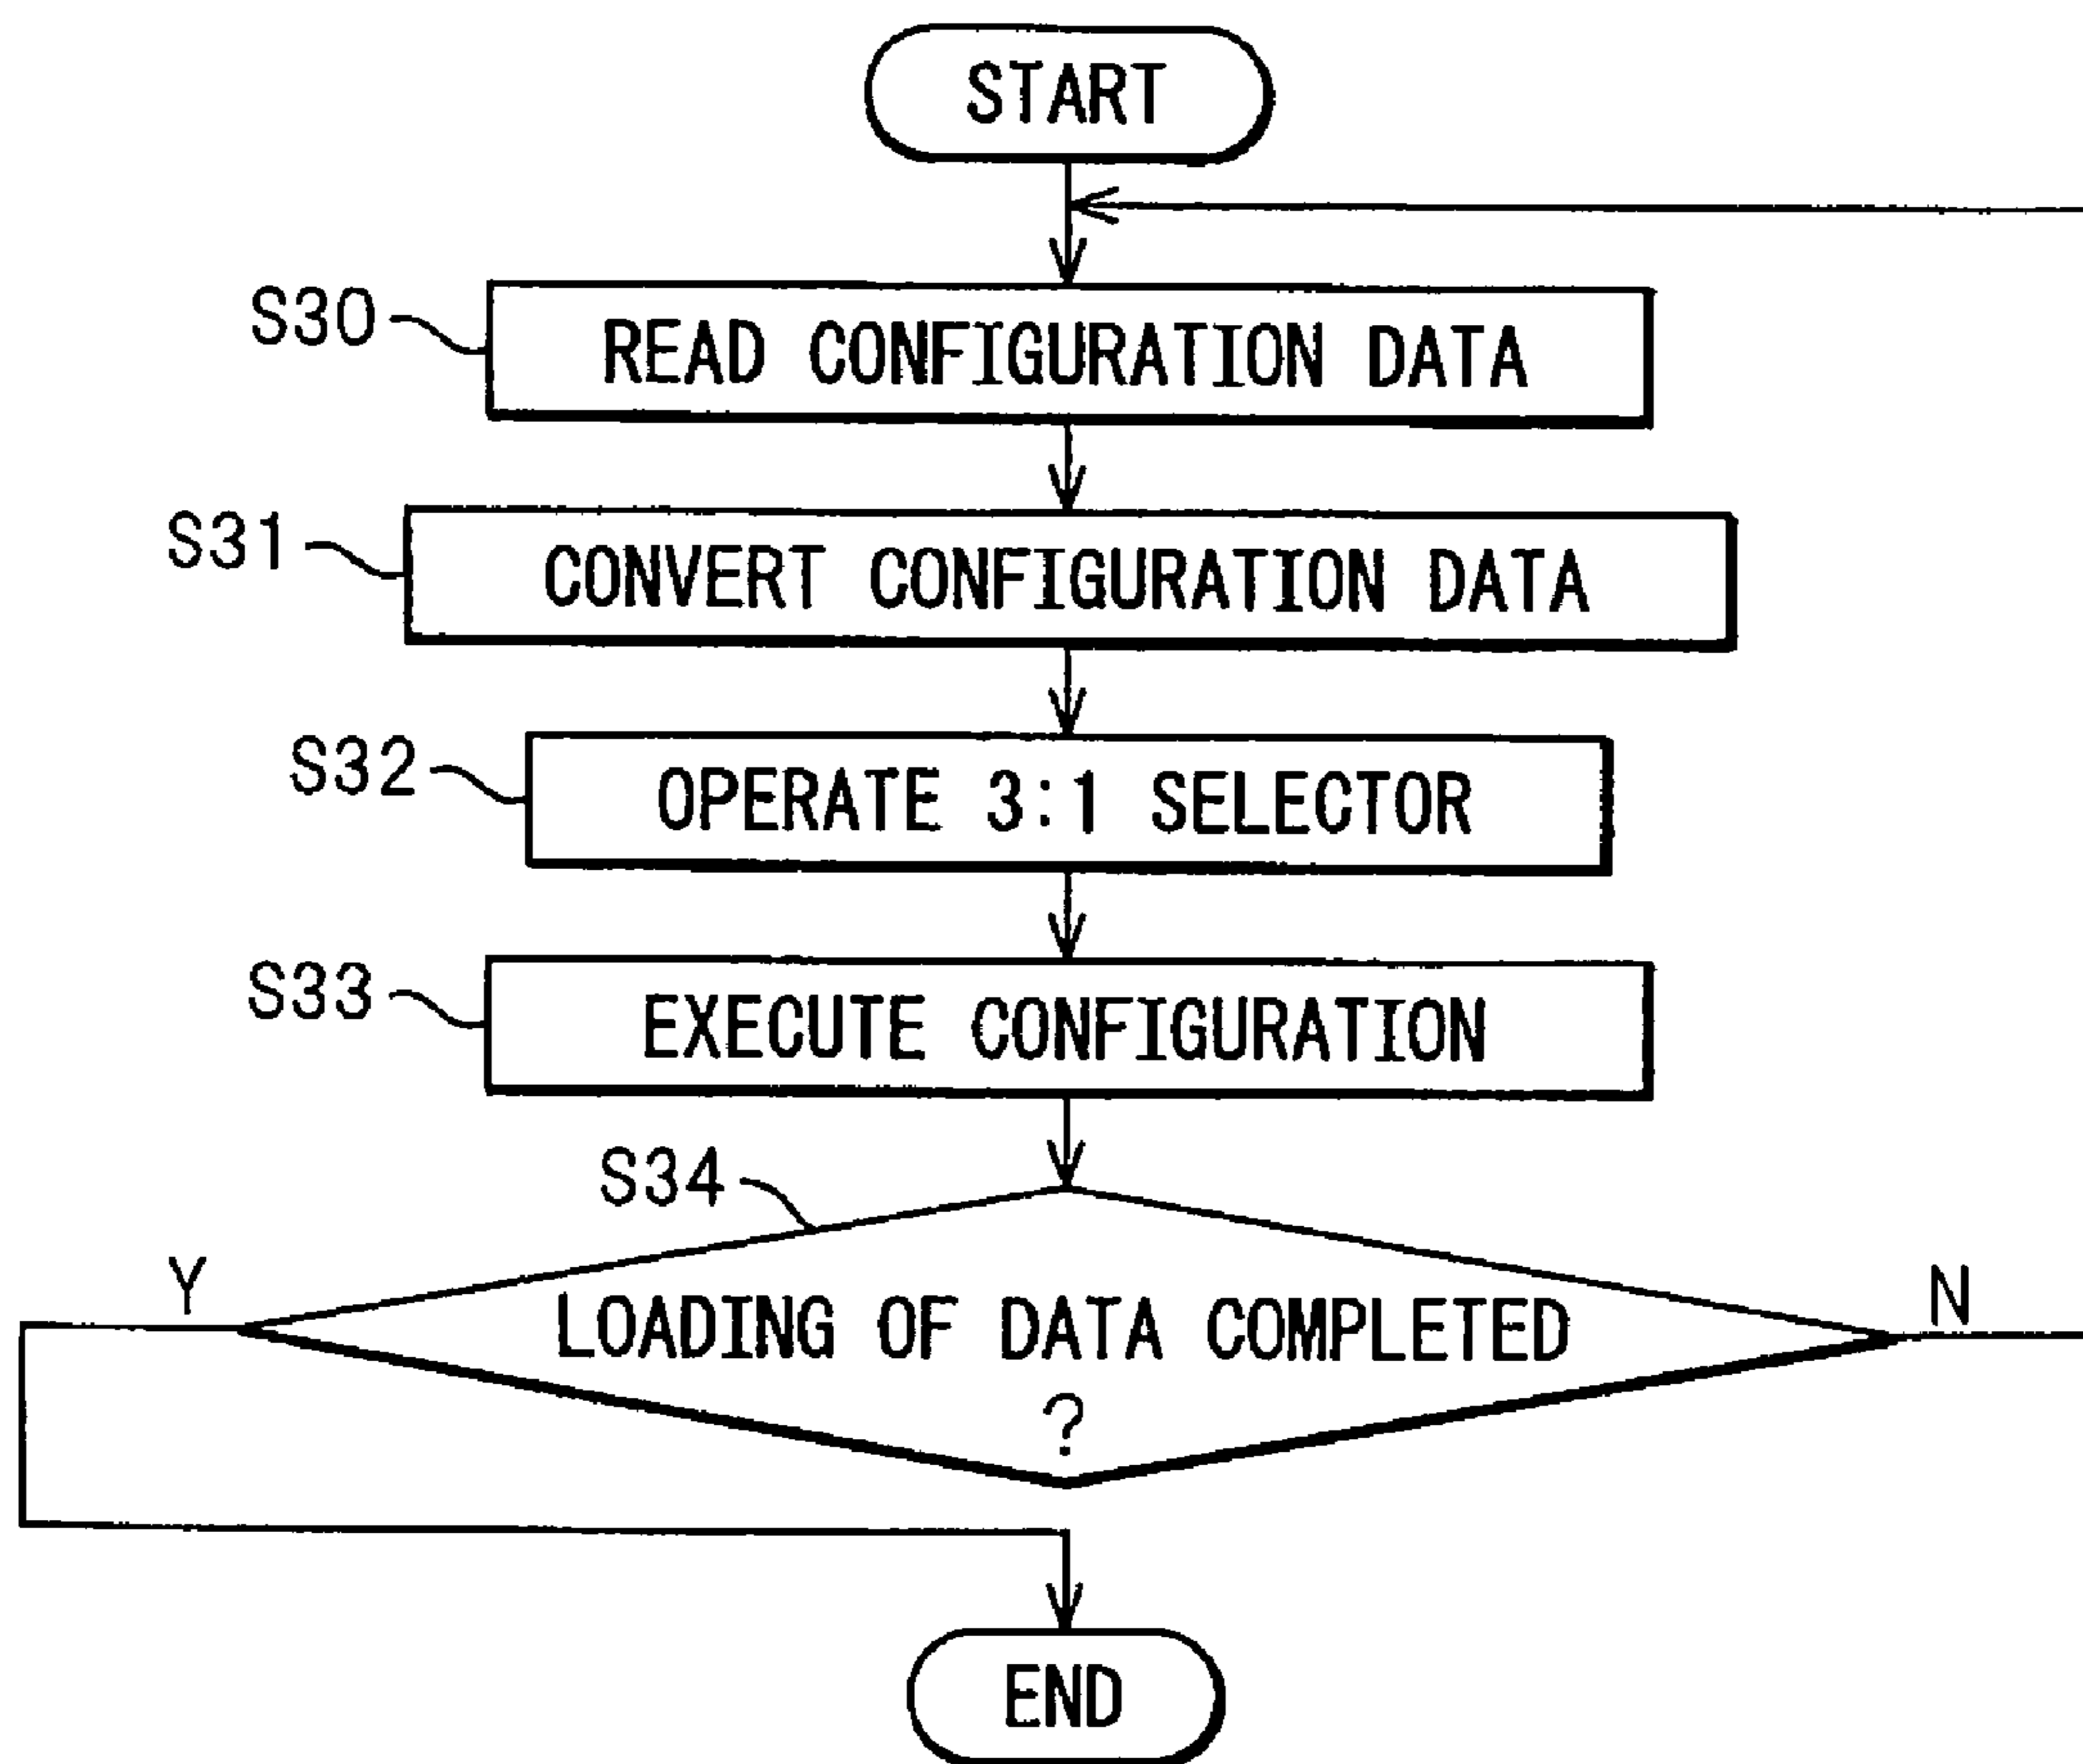 START
S30
READ CONFIGURATION DATA
S31
CONVERT CONFIGURATION DATA
S32
OPERATE 3:1 SELECTOR
S33
EXECUTE CONFIGURATION
S34
Y
N
LOADING OF DATA COMPLETED
?
END